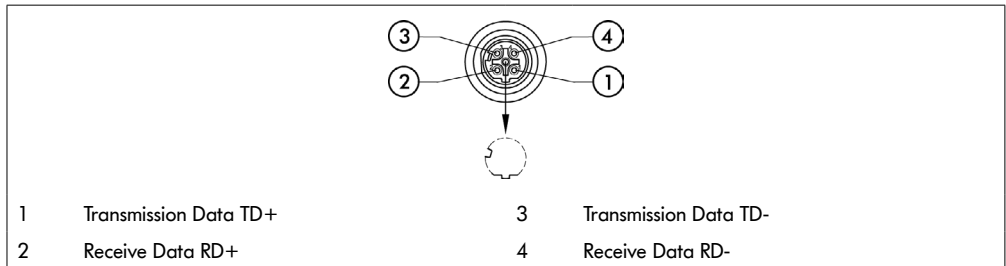 3 4
2 1
1 Transmission Data TD+ 3 Transmission Data TD-
2 Receive Data RD+ 4 Receive Data RD-